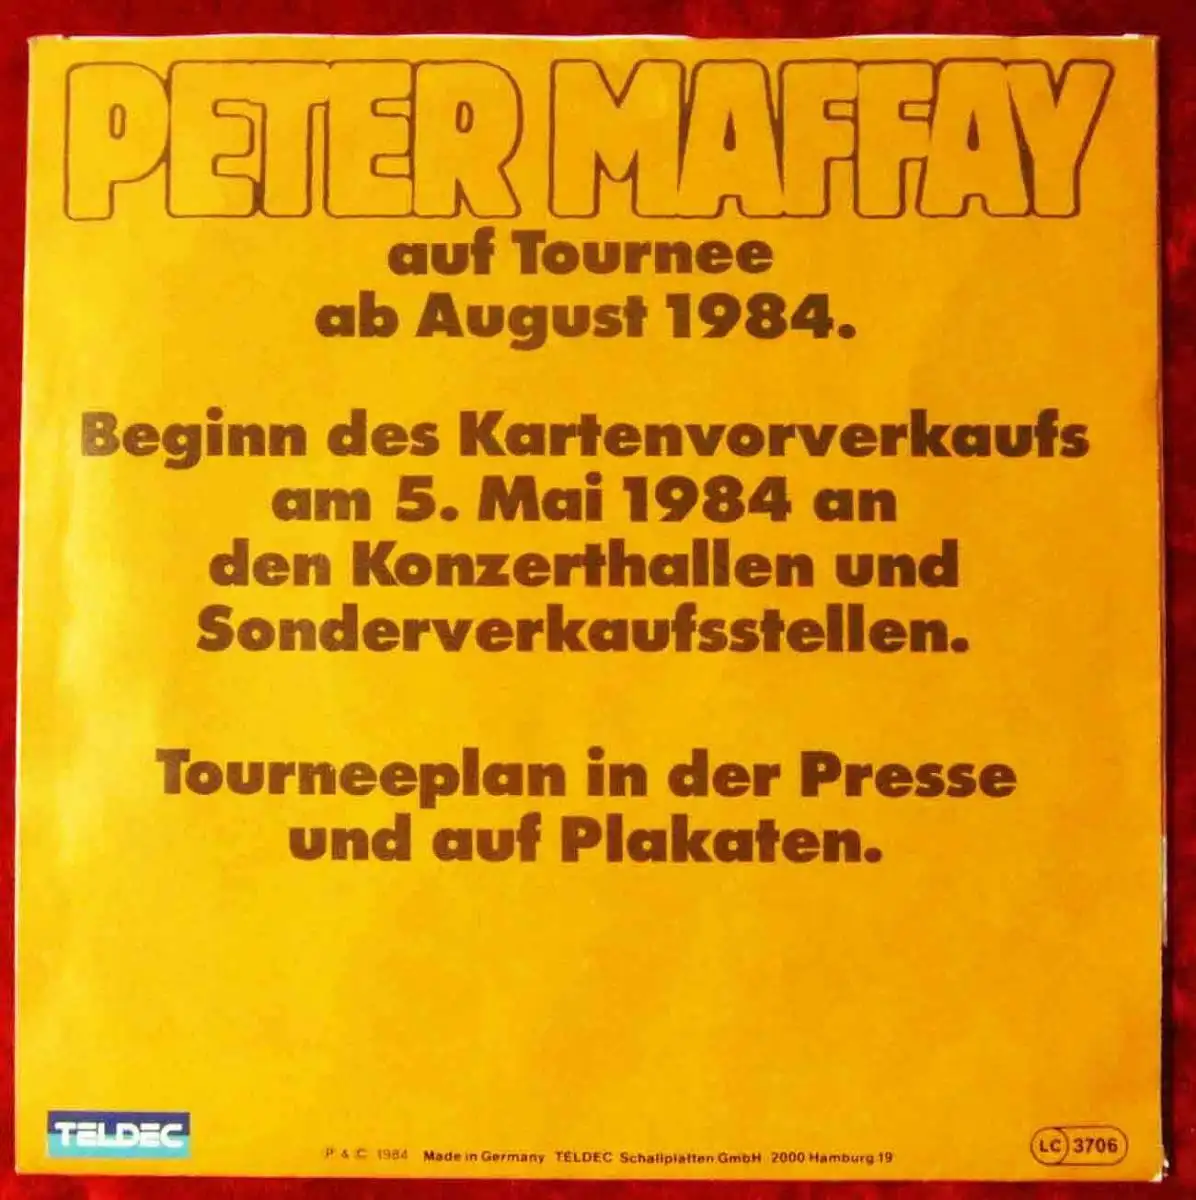 PETER MAFFAY
auf Tournee
ab August 1984.
Beginn des Kartenvorverkaufs
am 5. Mai 1984 an
den Konzerthallen und
Sonderverkaufsstellen.
Tourneeplan in der Presse
und auf Plakaten.
TELDEC
P & C 1984 Made in Germany TELDEC Schallplatten GmbH 2000 Hamburg 19
LC 3706